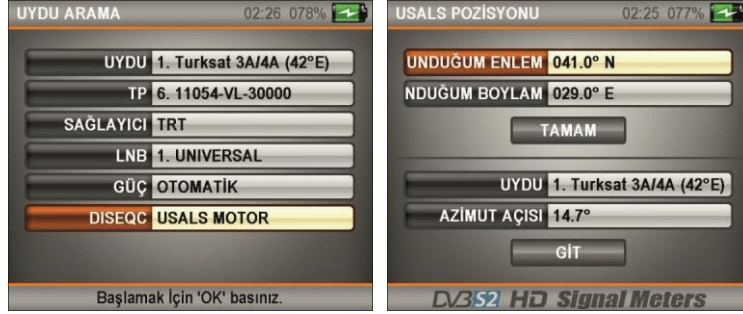 UYDU ARAMA 02:26 078%
UYDU 1. Turksat 3A/4A (42°E)
TP 6. 11054-VL-30000
SAĞLAYICI TRT
LNB 1. UNIVERSAL
GÜÇ OTOMATİK
DISEQC USALS MOTOR
Başlamak İçin 'OK' basınız.
USALS POZİSYONU 02:25 077%
UNDUĞUM ENLEM 041.0° N
NDUĞUM BOYLAM 029.0° E
TAMAM
UYDU 1. Turksat 3A/4A (42°E)
AZİMUT AÇISI 14.7°
GİT
DVB S2 HD Signal Meters